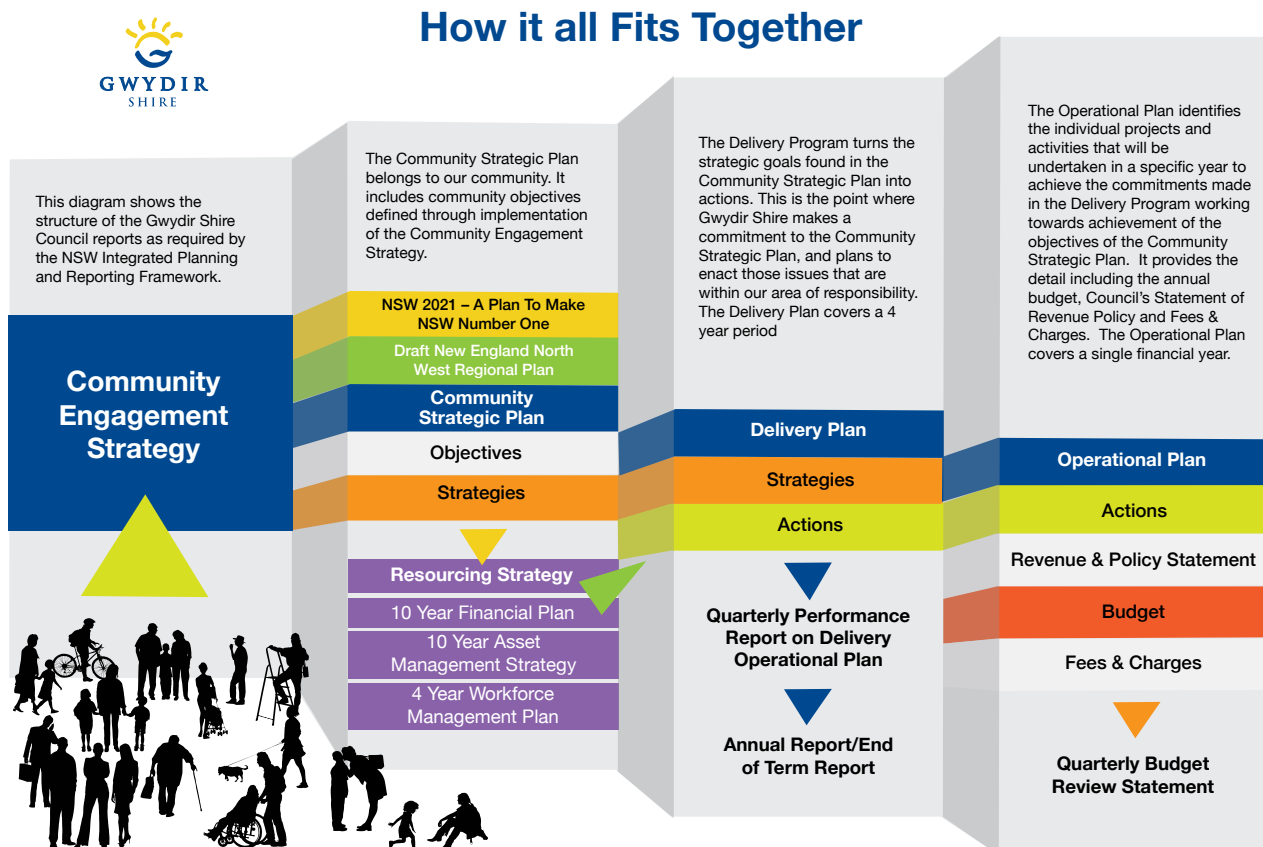 How it all Fits Together
GWYDIR
SHIRE
This diagram shows the
structure of the Gwydir Shire
Council reports as required by
the NSW Integrated Planning
and Reporting Framework.
Community
Engagement
Strategy
The Community Strategic Plan
belongs to our community. It
includes community objectives
defined through implementation
of the Community Engagement
Strategy.
NSW 2021 – A Plan To Make
NSW Number One
Draft New England North
West Regional Plan
Community
Strategic Plan
Objectives
Strategies
Resourcing Strategy
10 Year Financial Plan
10 Year Asset
Management Strategy
4 Year Workforce
Management Plan
The Delivery Program turns the
strategic goals found in the
Community Strategic Plan into
actions. This is the point where
Gwydir Shire makes a
commitment to the Community
Strategic Plan, and plans to
enact those issues that are
within our area of responsibility.
The Delivery Plan covers a 4
year period
Delivery Plan
Strategies
Actions
Quarterly Performance
Report on Delivery
Operational Plan
Annual Report/End
of Term Report
The Operational Plan identifies
the individual projects and
activities that will be
undertaken in a specific year to
achieve the commitments made
in the Delivery Program working
towards achievement of the
objectives of the Community
Strategic Plan.  It provides the
detail including the annual
budget, Council’s Statement of
Revenue Policy and Fees &
Charges.  The Operational Plan
covers a single financial year.
Operational Plan
Actions
Revenue & Policy Statement
Budget
Fees & Charges
Quarterly Budget
Review Statement